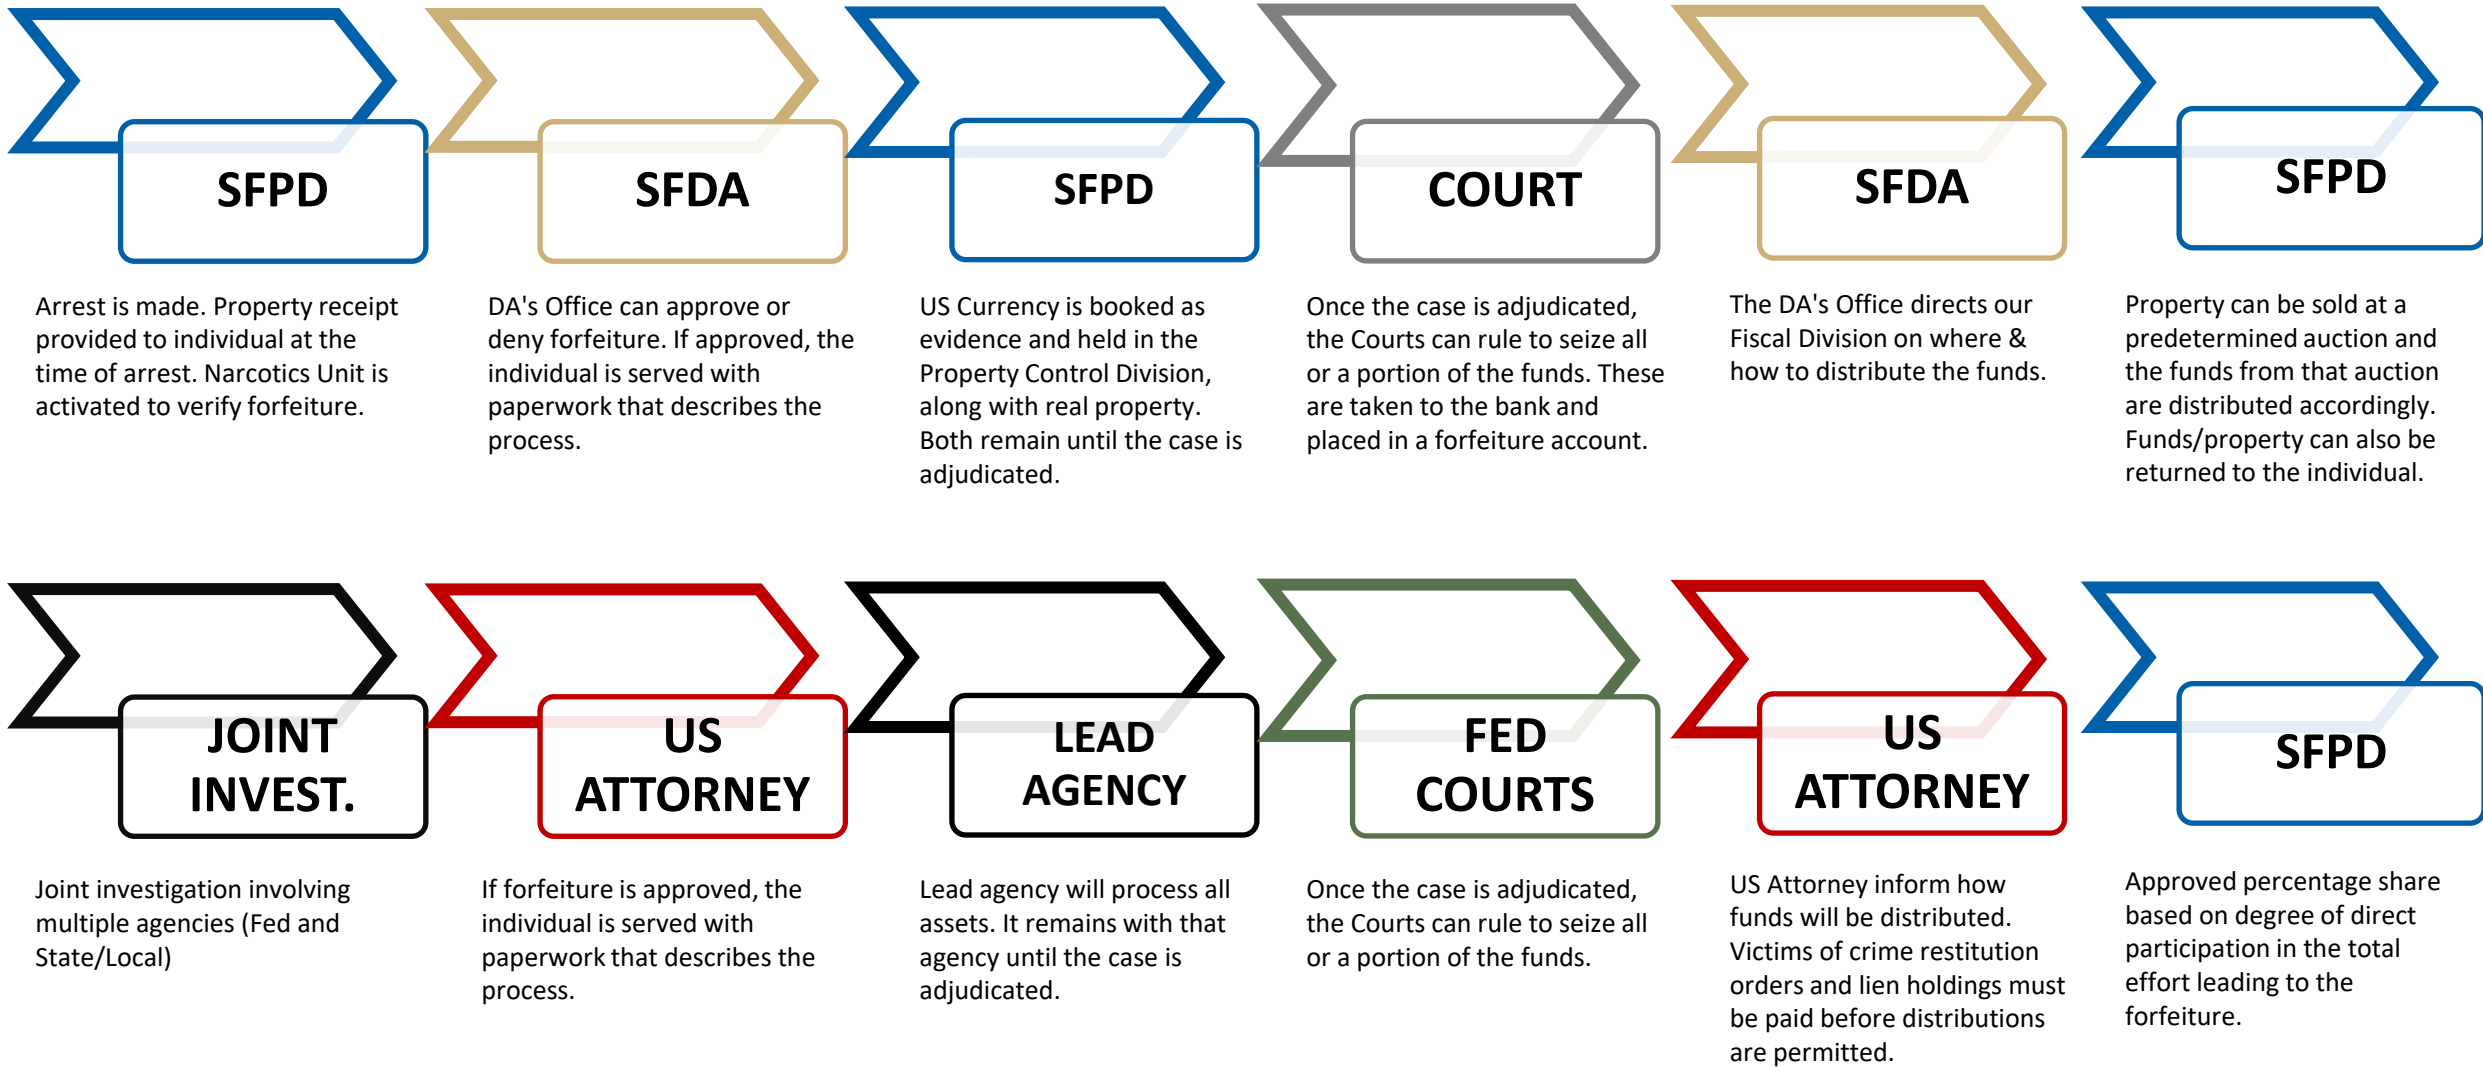 SFPD
Arrest is made. Property receipt
provided to individual at the
time of arrest. Narcotics Unit is
activated to verify forfeiture.
SFDA
DA's Office can approve or
deny forfeiture. If approved, the
individual is served with
paperwork that describes the
process.
SFPD
US Currency is booked as
evidence and held in the
Property Control Division,
along with real property.
Both remain until the case is
adjudicated.
COURT
Once the case is adjudicated,
the Courts can rule to seize all
or a portion of the funds. These
are taken to the bank and
placed in a forfeiture account.
SFDA
The DA's Office directs our
Fiscal Division on where &
how to distribute the funds.
SFPD
Property can be sold at a
predetermined auction and
the funds from that auction
are distributed accordingly.
Funds/property can also be
returned to the individual.
JOINT
INVEST.
Joint investigation involving
multiple agencies (Fed and
State/Local)
US
ATTORNEY
If forfeiture is approved, the
individual is served with
paperwork that describes the
process.
LEAD
AGENCY
Lead agency will process all
assets. It remains with that
agency until the case is
adjudicated.
FED
COURTS
Once the case is adjudicated,
the Courts can rule to seize all
or a portion of the funds.
US
ATTORNEY
US Attorney inform how
funds will be distributed.
Victims of crime restitution
orders and lien holdings must
be paid before distributions
are permitted.
SFPD
Approved percentage share
based on degree of direct
participation in the total
effort leading to the
forfeiture.